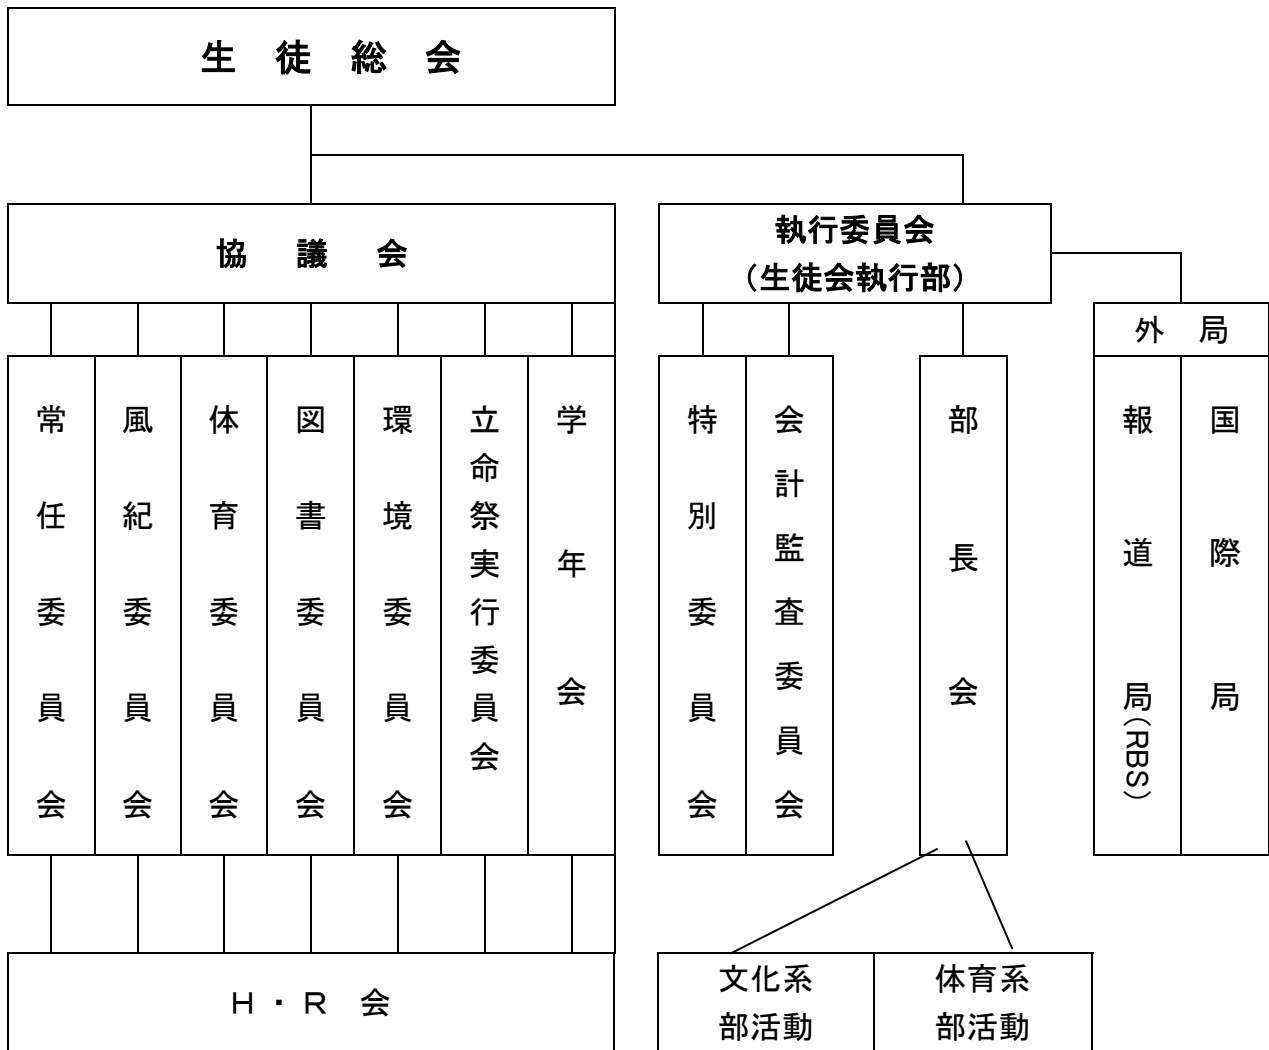 生　徒　総　会
協　議　会
執行委員会
（生徒会執行部）
外　局
常任委員会
風紀委員会
体育委員会
図書委員会
環境委員会
立命祭実行委員会
学年会
特別委員会
会計監査委員会
部長会
報道局（RBS）
国際局
Ｈ・Ｒ　会
文化系
部活動
体育系
部活動